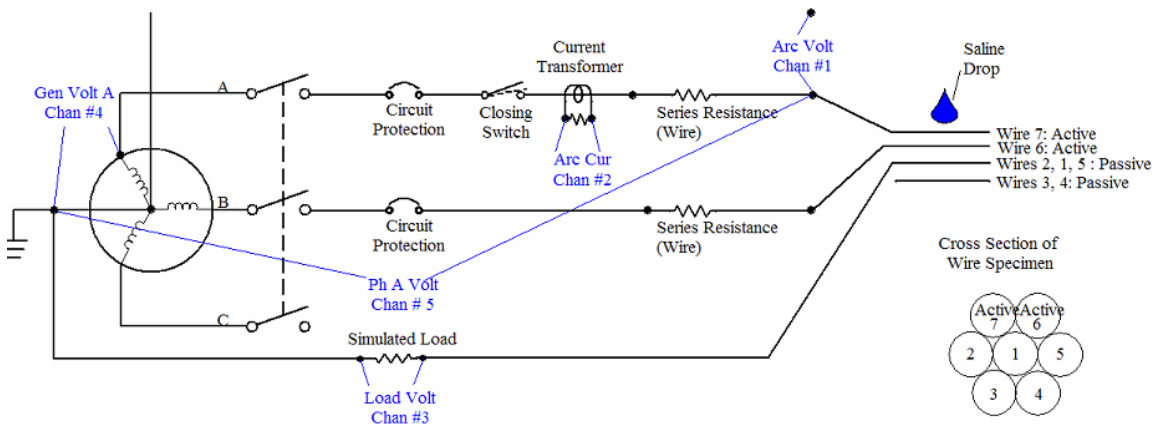 Arc Volt
Chan #1
Current
Transformer
Saline
Drop
Gen Volt A
Chan #4
A
Circuit
Protection
Closing
Switch
Series Resistance
(Wire)
Arc Cur
Chan #2
Wire 7: Active
Wire 6: Active
Wires 2, 1, 5 : Passive
Wires 3, 4: Passive
B
Circuit
Protection
Series Resistance
(Wire)
Ph A Volt
Chan # 5
C
Simulated Load
Load Volt
Chan #3
Cross Section of
Wire Specimen
Active Active
7 6
2 1 5
3 4